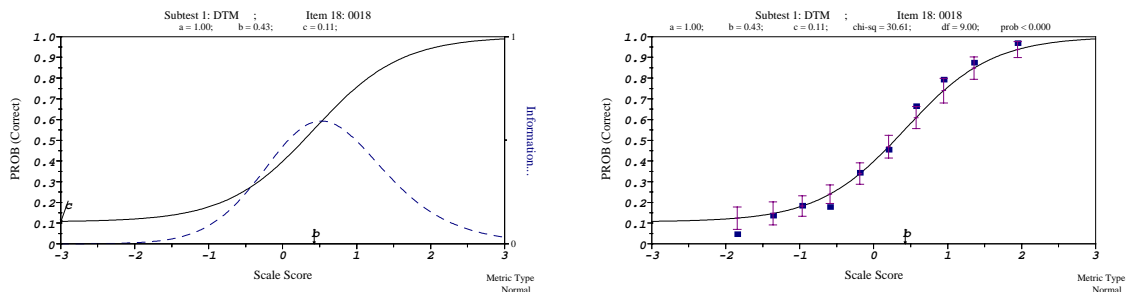 Subtest 1: DTM ; Item 18: 0018
a = 1.00; b = 0.43; c = 0.11;
1.0
0.9
0.8
0.7
0.6
0.5
0.4
0.3
0.2
0.1
0
PROB (Correct)
c
b
1
0
Information...
-3 -2 -1 0 1 2 3
Scale Score
Metric Type
Normal
Subtest 1: DTM ; Item 18: 0018
a = 1.00; b = 0.43; c = 0.11; chi-sq = 30.61; df = 9.00; prob < 0.000
1.0
0.9
0.8
0.7
0.6
0.5
0.4
0.3
0.2
0.1
0
PROB (Correct)
b
-3 -2 -1 0 1 2 3
Scale Score
Metric Type
Normal